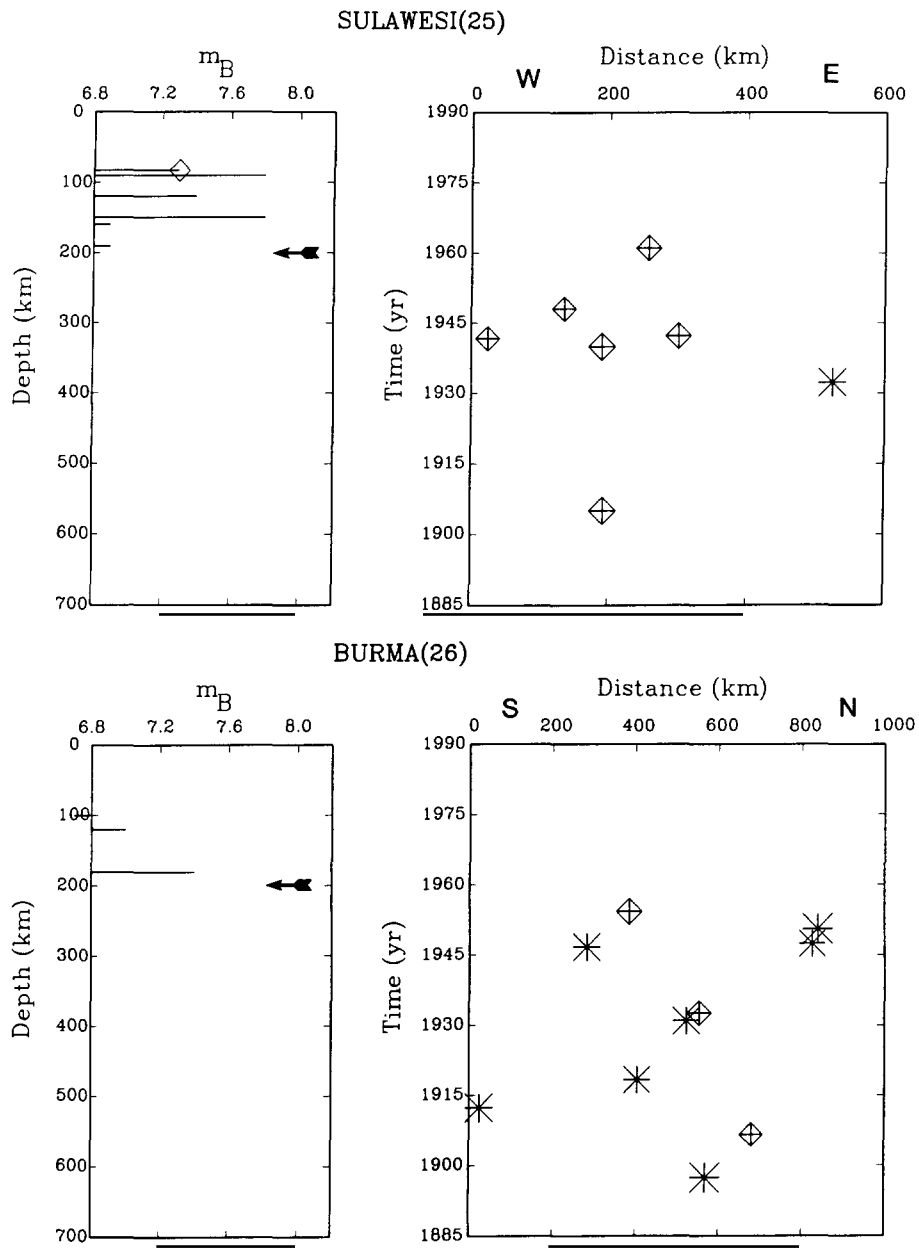 SULAWESI(25)
m_B
6.8 7.2 7.6 8.0
0
100
200
300
400
500
600
700
Depth (km)
Distance (km)
W E
0 200 400 600
1990
1975
1960
1945
1930
1915
1900
1885
Time (yr)
BURMA(26)
m_B
6.8 7.2 7.6 8.0
0
100
200
300
400
500
600
700
Depth (km)
Distance (km)
S N
0 200 400 600 800 1000
1990
1975
1960
1945
1930
1915
1900
1885
Time (yr)